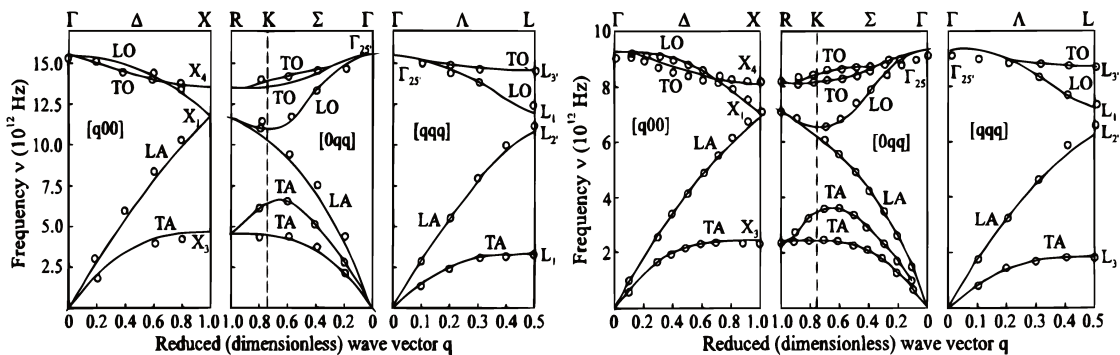 Γ Δ X R K Σ Γ Γ Λ L Γ Δ X R K Σ Γ Γ Λ L
Frequency ν (10¹² Hz)
15.0
12.5
10.0
7.5
5.0
2.5
LO
TO
X₄
X₁
[q00]
LA
TA
X₃
TO
TO
LO
Γ₂₅'
[0qq]
TA
LA
TA
Γ₂₅'
TO
L₃'
LO
L₁
L₂'
[qqq]
LA
TA
L₁
0 0.2 0.4 0.6 0.8 1.0 1.0 0.8 0.6 0.4 0.2 0 0 0.1 0.2 0.3 0.4 0.5
Reduced (dimensionless) wave vector q
Frequency ν (10¹² Hz)
10
8
6
4
2
LO
TO
X₄
X₁
[q00]
LA
TA
X₃
TO
TO
LO
Γ₂₅'
[0qq]
TA
LA
TA
Γ₂₅'
TO
L₃'
LO
L₁
L₂'
[qqq]
LA
TA
L₃
0 0.2 0.4 0.6 0.8 1.0 1.0 0.8 0.6 0.4 0.2 0 0 0.1 0.2 0.3 0.4 0.5
Reduced (dimensionless) wave vector q